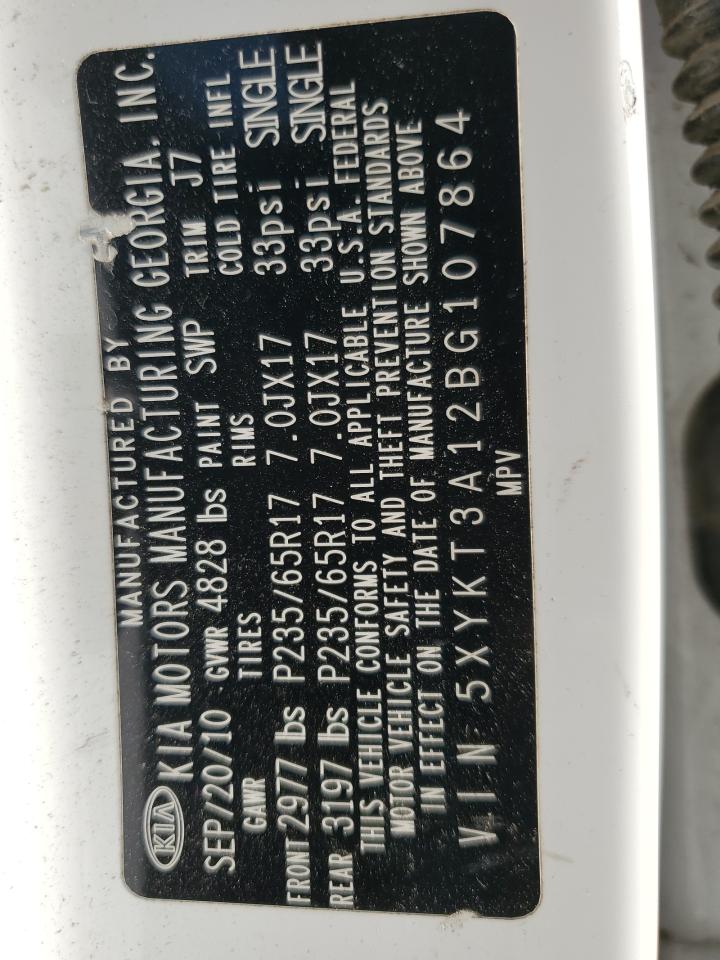 MANUFACTURED BY
KIA KIA MOTORS MANUFACTURING GEORGIA, INC.
SEP/20/10 GVWR 4828 lbs PAINT SWP TRIM J7
GAWR TIRES RIMS COLD TIRE INFL
FRONT 2977 lbs P235/65R17 7.0JX17 33psi SINGLE
REAR 3197 lbs P235/65R17 7.0JX17 33psi SINGLE
THIS VEHICLE CONFORMS TO ALL APPLICABLE U.S.A. FEDERAL
MOTOR VEHICLE SAFETY AND THEFT PREVENTION STANDARDS
IN EFFECT ON THE DATE OF MANUFACTURE SHOWN ABOVE
VIN 5XYKT3A12BG107864
MPV